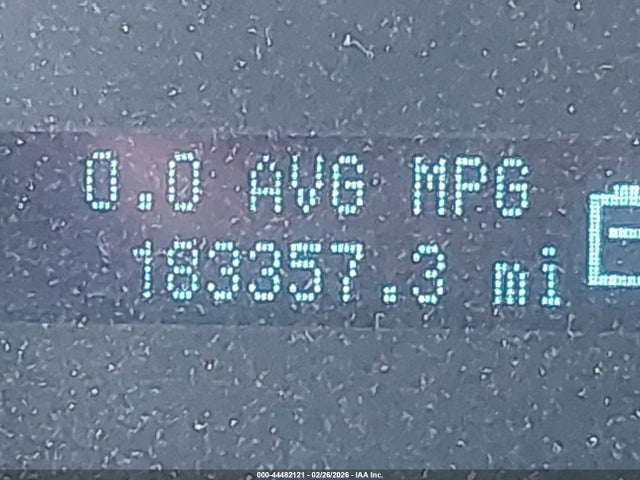 0.0 AVG MPG
183357.3 mi
E
000-44482121 - 02/26/2026 - IAA Inc.